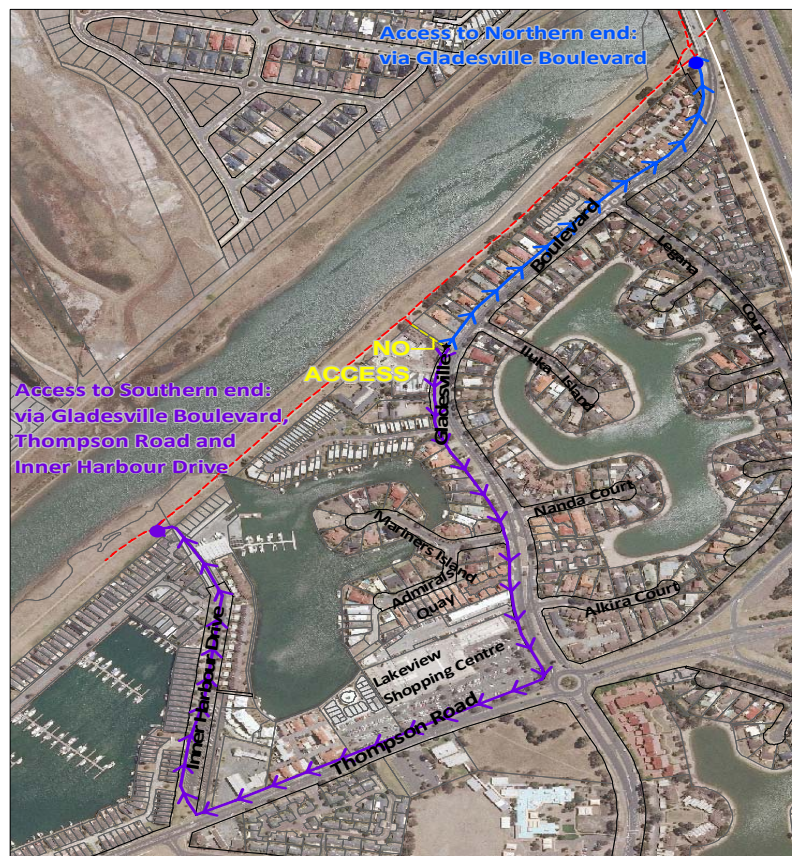 Access to Northern end:
via Gladesville Boulevard
Boulevard
Legana
Court
NO
ACCESS
Iluka Island
Gladesville
Access to Southern end:
via Gladesville Boulevard,
Thompson Road and
Inner Harbour Drive
Nanda Court
Mariners Island
Admirals
Quay
Alkira Court
Lakeview
Shopping Centre
Inner Harbour Drive
Thompson Road